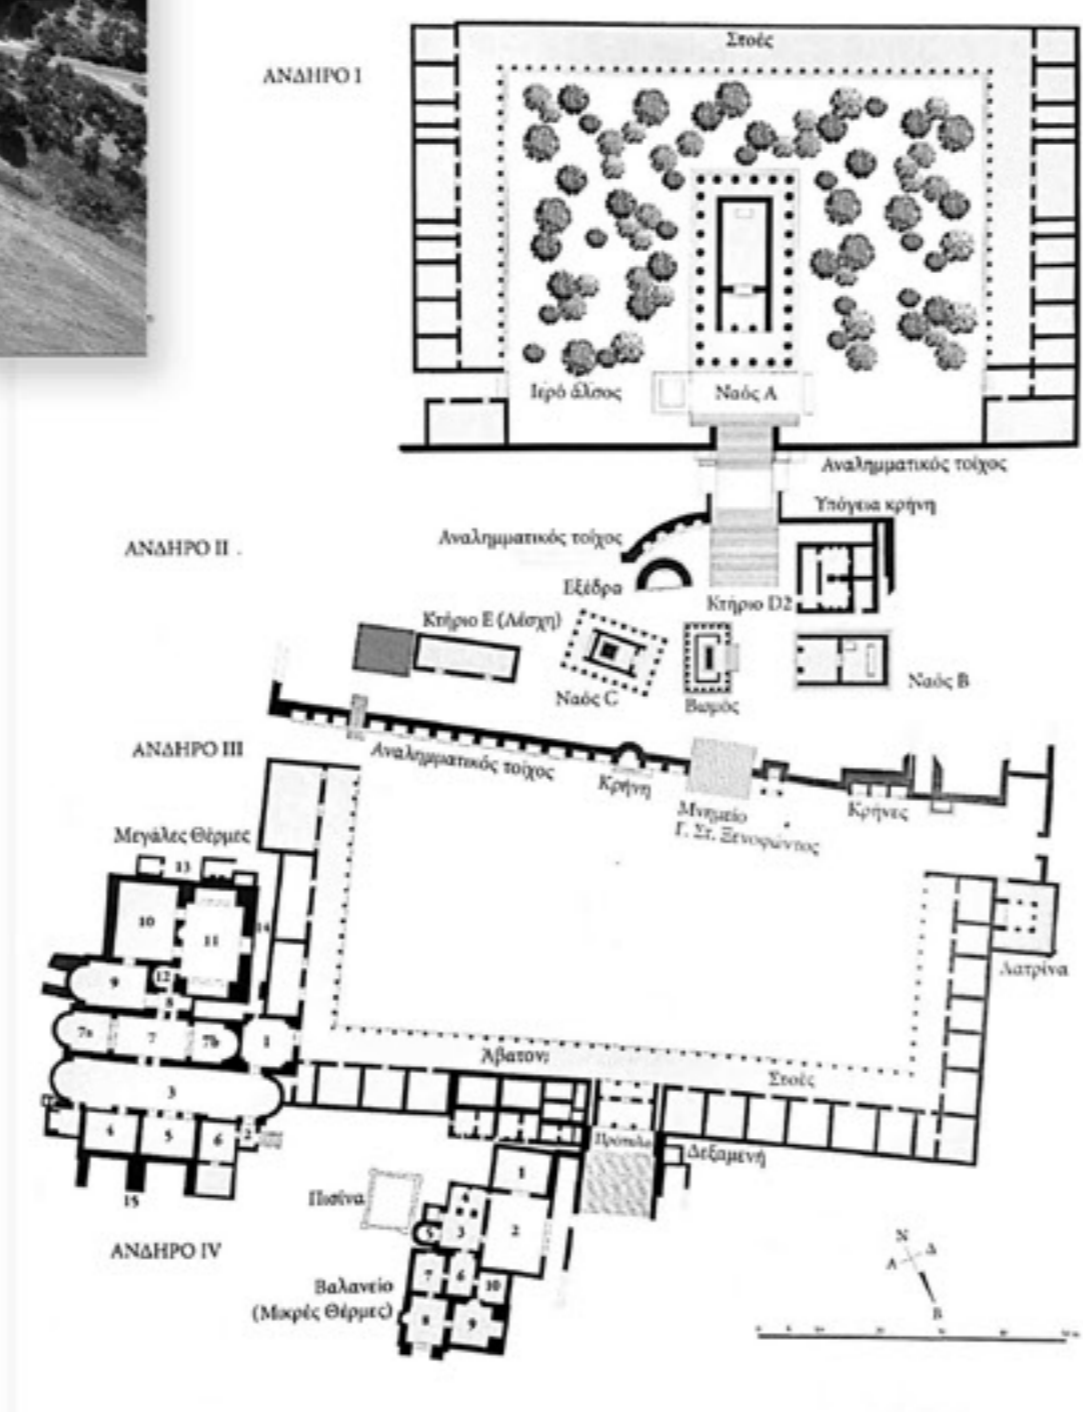 Στοές
ΑΝΔΗΡΟ Ι
Ιερό άλσος
Ναός Α
Αναλημματικός τοίχος
Υπόγεια κρήνη
Αναλημματικός τοίχος
ΑΝΔΗΡΟ ΙΙ
Εξέδρα
Κτήριο D2
Κτήριο Ε (Λέσχη)
Ναός Β
Ναός C
Βωμός
ΑΝΔΗΡΟ ΙΙΙ
Αναλημματικός τοίχος
Κρήνη
Μνημείο
Γ. Στ. Ξενοφώντος
Κρήνες
Μεγάλες Θέρμες
13
10
11
14
12
9
8
7a
7
7b
1
3
4
5
6
2
15
Λατρίνα
Άβατον;
Στοές
Πρόπυλο
Δεξαμενή
Πισίνα
1
4
2
5
3
7
6
10
8
9
ΑΝΔΗΡΟ IV
Βαλανείο
(Μικρές Θέρμες)
Ν
Α
Δ
Β